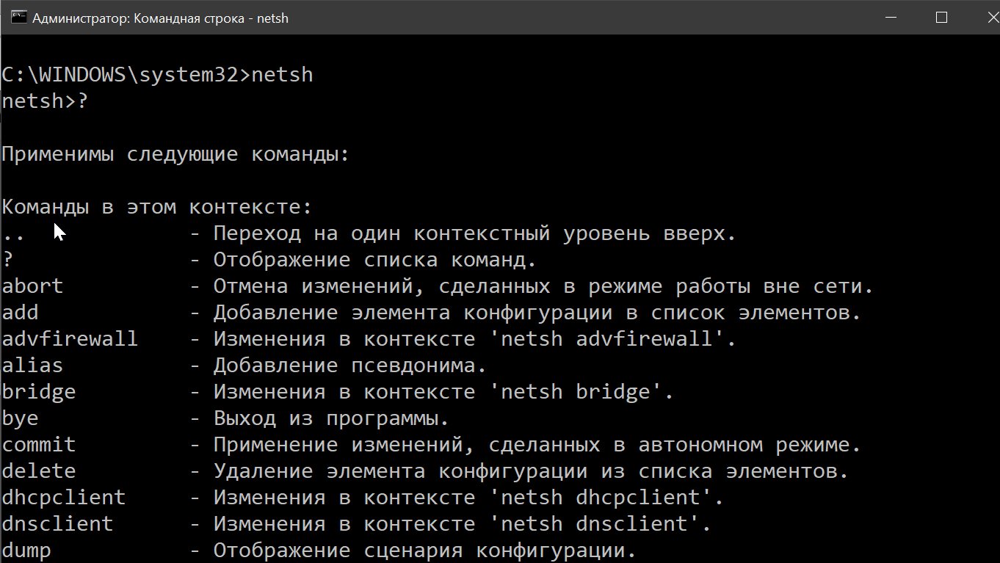 Администратор: Командная строка - netsh
C:\WINDOWS\system32>netsh
netsh>?
Применимы следующие команды:
Команды в этом контексте:
..             - Переход на один контекстный уровень вверх.
?              - Отображение списка команд.
abort          - Отмена изменений, сделанных в режиме работы вне сети.
add            - Добавление элемента конфигурации в список элементов.
advfirewall    - Изменения в контексте 'netsh advfirewall'.
alias          - Добавление псевдонима.
bridge         - Изменения в контексте 'netsh bridge'.
bye            - Выход из программы.
commit         - Применение изменений, сделанных в автономном режиме.
delete         - Удаление элемента конфигурации из списка элементов.
dhcpclient     - Изменения в контексте 'netsh dhcpclient'.
dnsclient      - Изменения в контексте 'netsh dnsclient'.
dump           - Отображение сценария конфигурации.